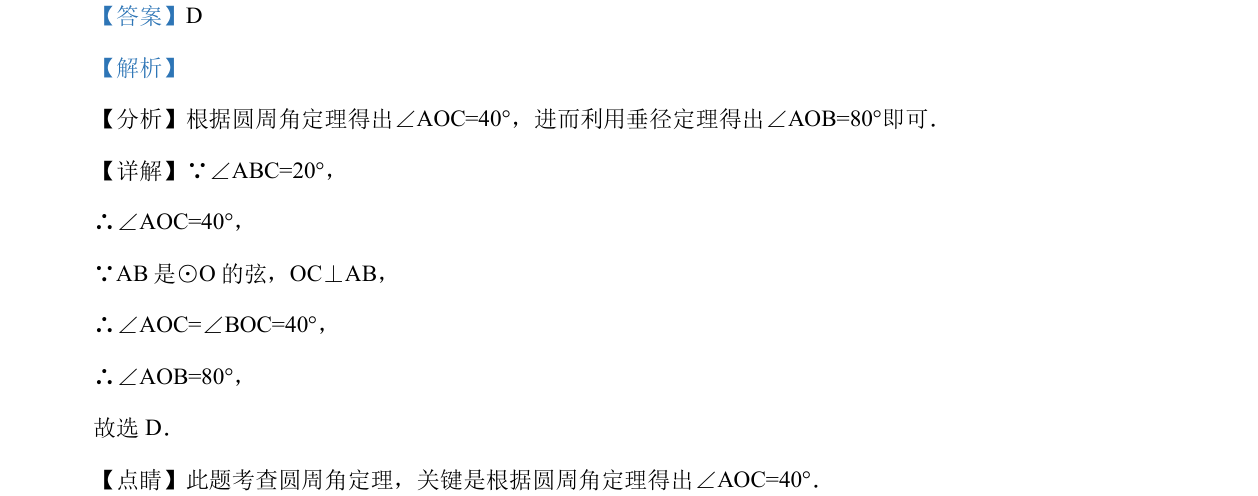 【答案】D
【解析】
【分析】根据圆周角定理得出∠AOC=40°，进而利用垂径定理得出∠AOB=80°即可．
【详解】∵∠ABC=20°，
∴∠AOC=40°，
∵AB 是⊙O 的弦，OC⊥AB，
∴∠AOC=∠BOC=40°，
∴∠AOB=80°，
故选 D．
【点睛】此题考查圆周角定理，关键是根据圆周角定理得出∠AOC=40°．